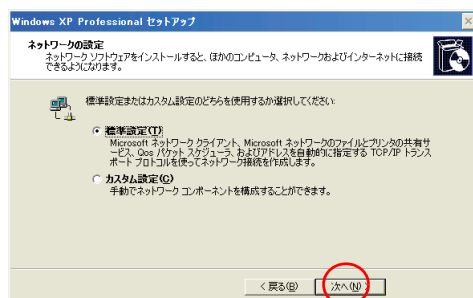 Windows XP Professional セットアップ
ネットワークの設定
ネットワーク ソフトウェアをインストールすると、ほかのコンピュータ、ネットワークおよびインターネットに接続
できるようになります。
標準設定またはカスタム設定のどちらを使用するか選択してください:
標準設定(T)
Microsoft ネットワーク クライアント、Microsoft ネットワークのファイルとプリンタの共有サ
ービス、Qos パケット スケジューラ、およびアドレスを自動的に指定する TCP/IP トランス
ポート プロトコルを使ってネットワーク接続を作成します。
カスタム設定(C)
手動でネットワーク コンポーネントを構成することができます。
< 戻る(B)
次へ(N) >